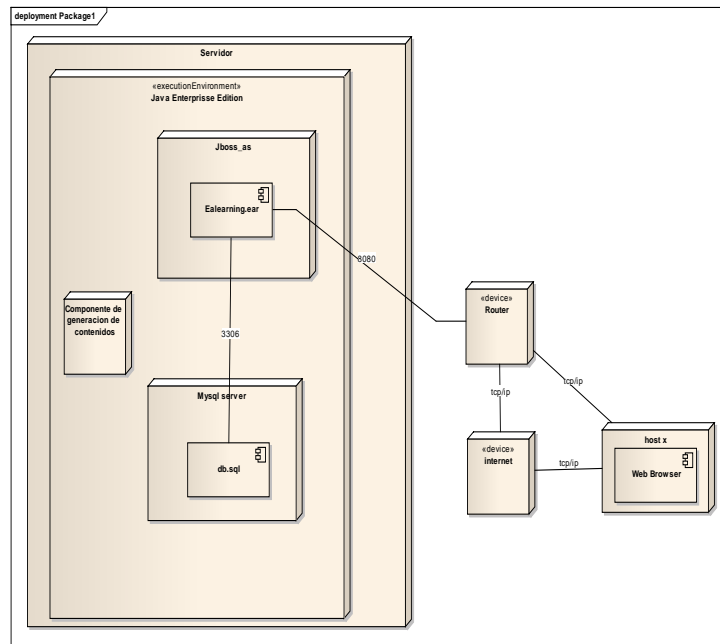 deployment Package1
Servidor
«executionEnvironment»
Java Enterprisse Edition
Jboss_as
Ealearning.ear
8080
«device»
Router
Componente de
generacion de
contenidos
3306
tcp/ip
tcp/ip
Mysql server
db.sql
«device»
internet
tcp/ip
host x
Web Browser